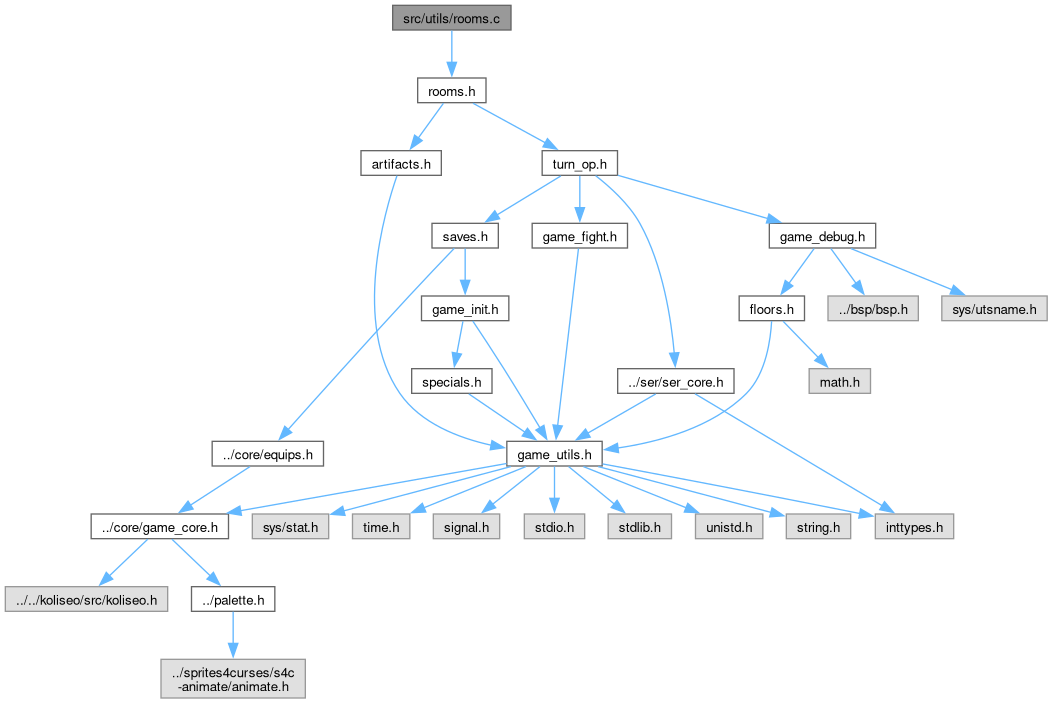 src/utils/rooms.c
rooms.h
artifacts.h
turn_op.h
saves.h
game_fight.h
game_debug.h
game_init.h
floors.h
../bsp/bsp.h
sys/utsname.h
specials.h
../ser/ser_core.h
math.h
../core/equips.h
game_utils.h
../core/game_core.h
sys/stat.h
time.h
signal.h
stdio.h
stdlib.h
unistd.h
string.h
inttypes.h
../../koliseo/src/koliseo.h
../palette.h
../sprites4curses/s4c
-animate/animate.h